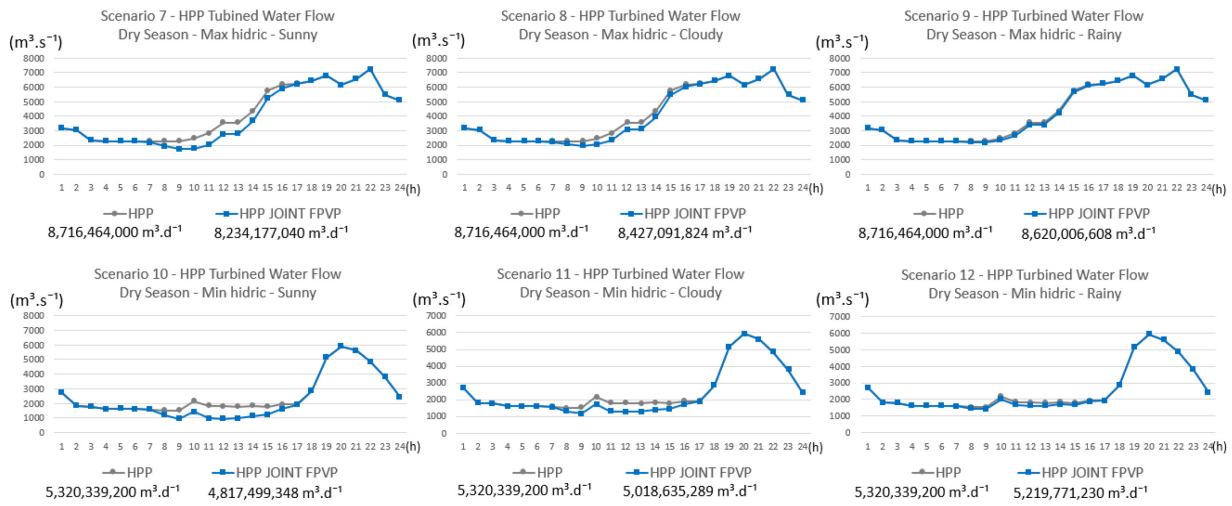 Scenario 7 - HPP Turbined Water Flow
Dry Season - Max hidric - Sunny
(m³.s⁻¹)
8000
7000
6000
5000
4000
3000
2000
1000
0
1 2 3 4 5 6 7 8 9 10 11 12 13 14 15 16 17 18 19 20 21 22 23 24 (h)
HPP HPP JOINT FPVP
8,716,464,000 m³.d⁻¹ 8,234,177,040 m³.d⁻¹
Scenario 8 - HPP Turbined Water Flow
Dry Season - Max hidric - Cloudy
(m³.s⁻¹)
8000
7000
6000
5000
4000
3000
2000
1000
0
1 2 3 4 5 6 7 8 9 10 11 12 13 14 15 16 17 18 19 20 21 22 23 24 (h)
HPP HPP JOINT FPVP
8,716,464,000 m³.d⁻¹ 8,427,091,824 m³.d⁻¹
Scenario 9 - HPP Turbined Water Flow
Dry Season - Max hidric - Rainy
(m³.s⁻¹)
8000
7000
6000
5000
4000
3000
2000
1000
0
1 2 3 4 5 6 7 8 9 10 11 12 13 14 15 16 17 18 19 20 21 22 23 24 (h)
HPP HPP JOINT FPVP
8,716,464,000 m³.d⁻¹ 8,620,006,608 m³.d⁻¹
Scenario 10 - HPP Turbined Water Flow
Dry Season - Min hidric - Sunny
(m³.s⁻¹)
8000
7000
6000
5000
4000
3000
2000
1000
0
1 2 3 4 5 6 7 8 9 10 11 12 13 14 15 16 17 18 19 20 21 22 23 24 (h)
HPP HPP JOINT FPVP
5,320,339,200 m³.d⁻¹ 4,817,499,348 m³.d⁻¹
Scenario 11 - HPP Turbined Water Flow
Dry Season - Min hidric - Cloudy
(m³.s⁻¹)
7000
6000
5000
4000
3000
2000
1000
0
1 2 3 4 5 6 7 8 9 10 11 12 13 14 15 16 17 18 19 20 21 22 23 24 (h)
HPP HPP JOINT FPVP
5,320,339,200 m³.d⁻¹ 5,018,635,289 m³.d⁻¹
Scenario 12 - HPP Turbined Water Flow
Dry Season - Min hidric - Rainy
(m³.s⁻¹)
7000
6000
5000
4000
3000
2000
1000
0
1 2 3 4 5 6 7 8 9 10 11 12 13 14 15 16 17 18 19 20 21 22 23 24 (h)
HPP HPP JOINT FPVP
5,320,339,200 m³.d⁻¹ 5,219,771,230 m³.d⁻¹